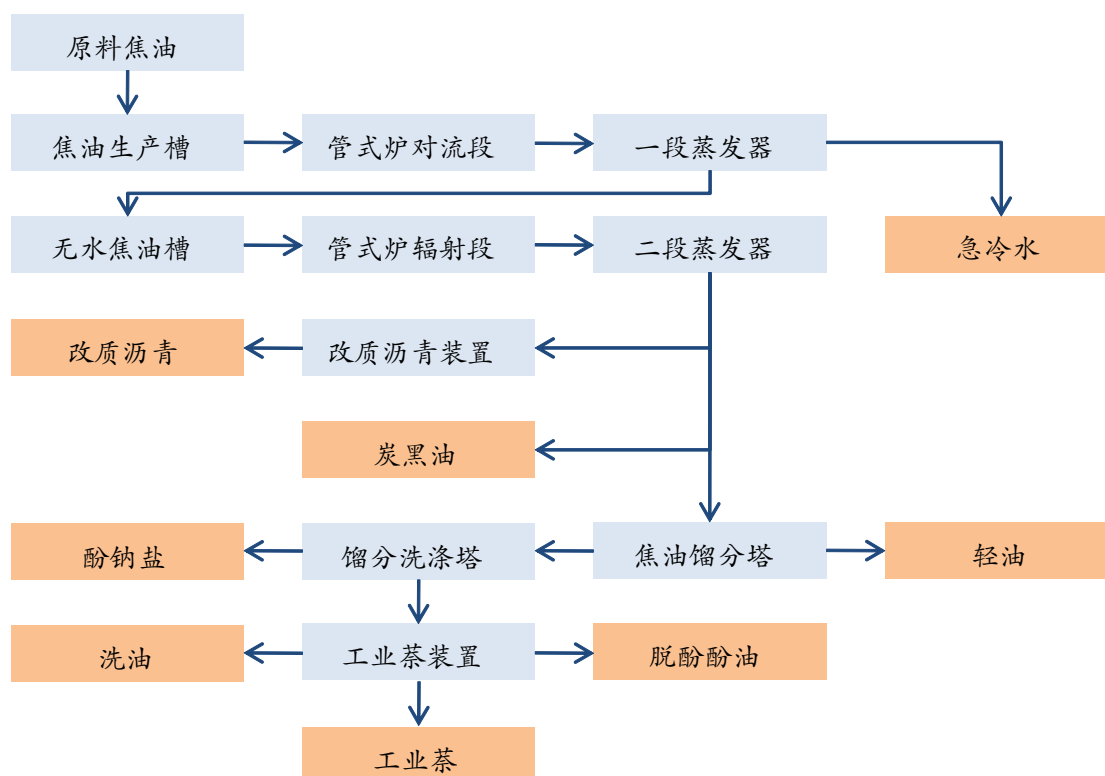 原料焦油
焦油生产槽
管式炉对流段
一段蒸发器
无水焦油槽
管式炉辐射段
二段蒸发器
急冷水
改质沥青
改质沥青装置
炭黑油
酚钠盐
馏分洗涤塔
焦油馏分塔
轻油
洗油
工业萘装置
脱酚酚油
工业萘